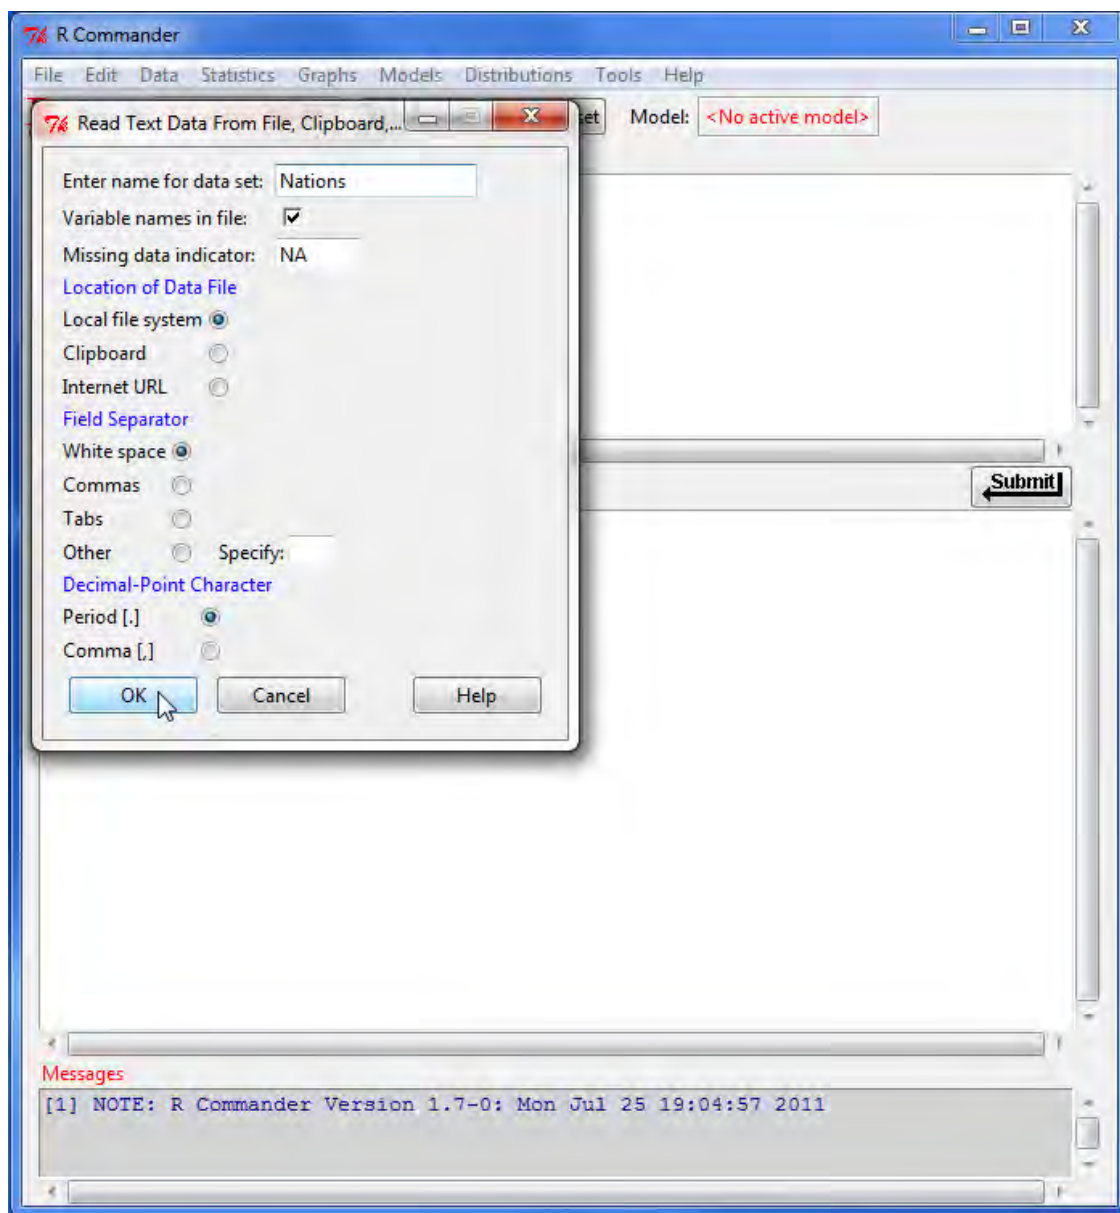 R Commander
File Edit Data Statistics Graphs Models Distributions Tools Help
Read Text Data From File, Clipboard,...
et Model: <No active model>
Enter name for data set: Nations
Variable names in file:
Missing data indicator: NA
Location of Data File
Local file system
Clipboard
Internet URL
Field Separator
White space
Commas
Tabs
Other Specify:
Decimal-Point Character
Period [.]
Comma [,]
OK Cancel Help
Submit
Messages
[1] NOTE: R Commander Version 1.7-0: Mon Jul 25 19:04:57 2011